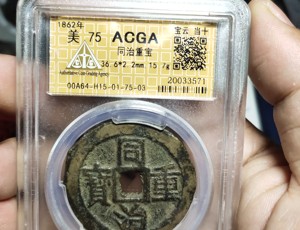 1862年
美 75 ACGA
宝云 当十
同治重宝
36.6*2.2mm 15.7g
20033571
00A64-H15-01-75-03
同治重寶